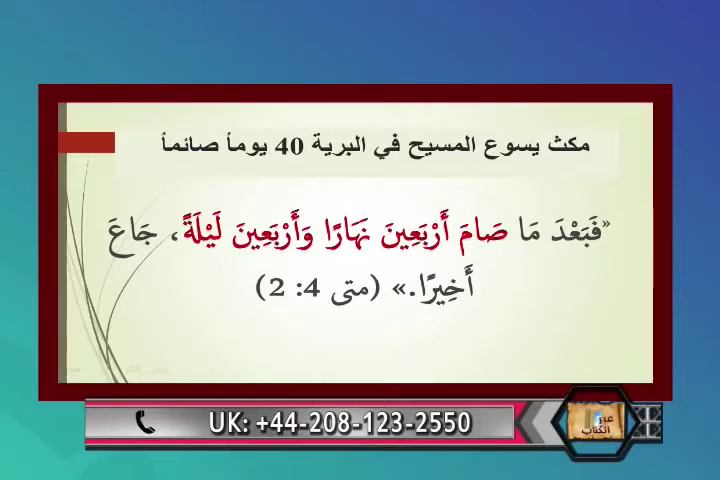 مكث يسوع المسيح في البرية 40 يوماً صائماً
«فَبَعْدَ مَا صَامَ أَرْبَعِينَ نَهَارًا وَأَرْبَعِينَ لَيْلَةً، جَاعَ
أَخِيرًا.» (متى 4: 2)
UK: +44-208-123-2550
الكتاب